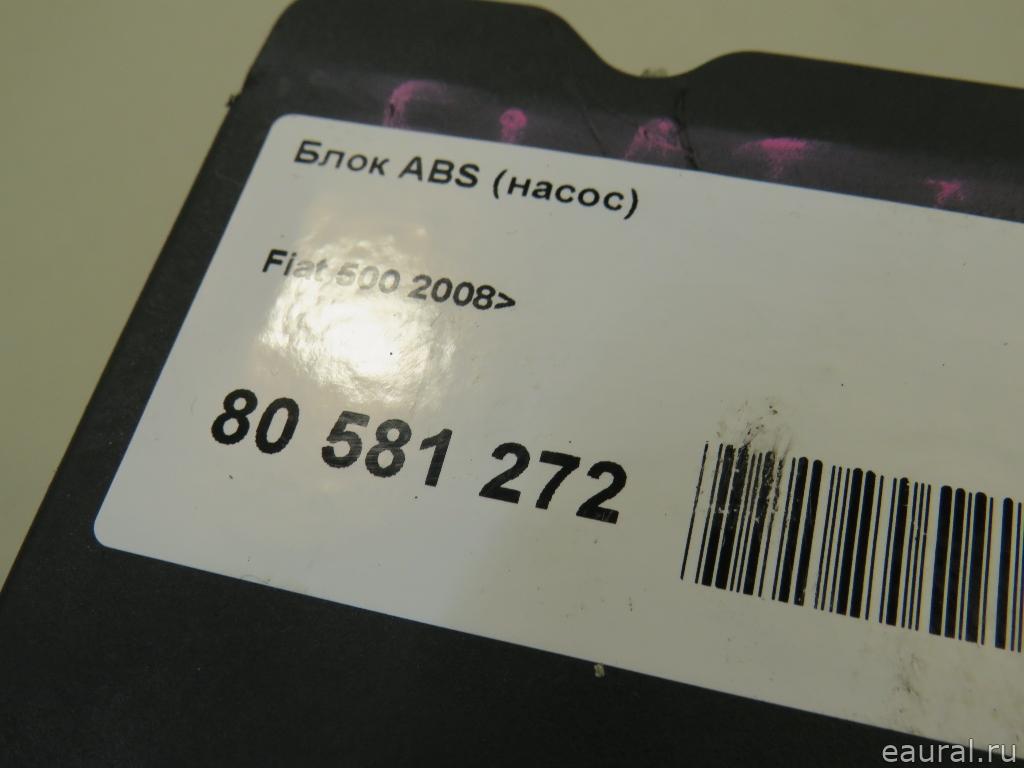 Блок ABS (насос)
Fiat 500 2008>
80 581 272
eaural.ru